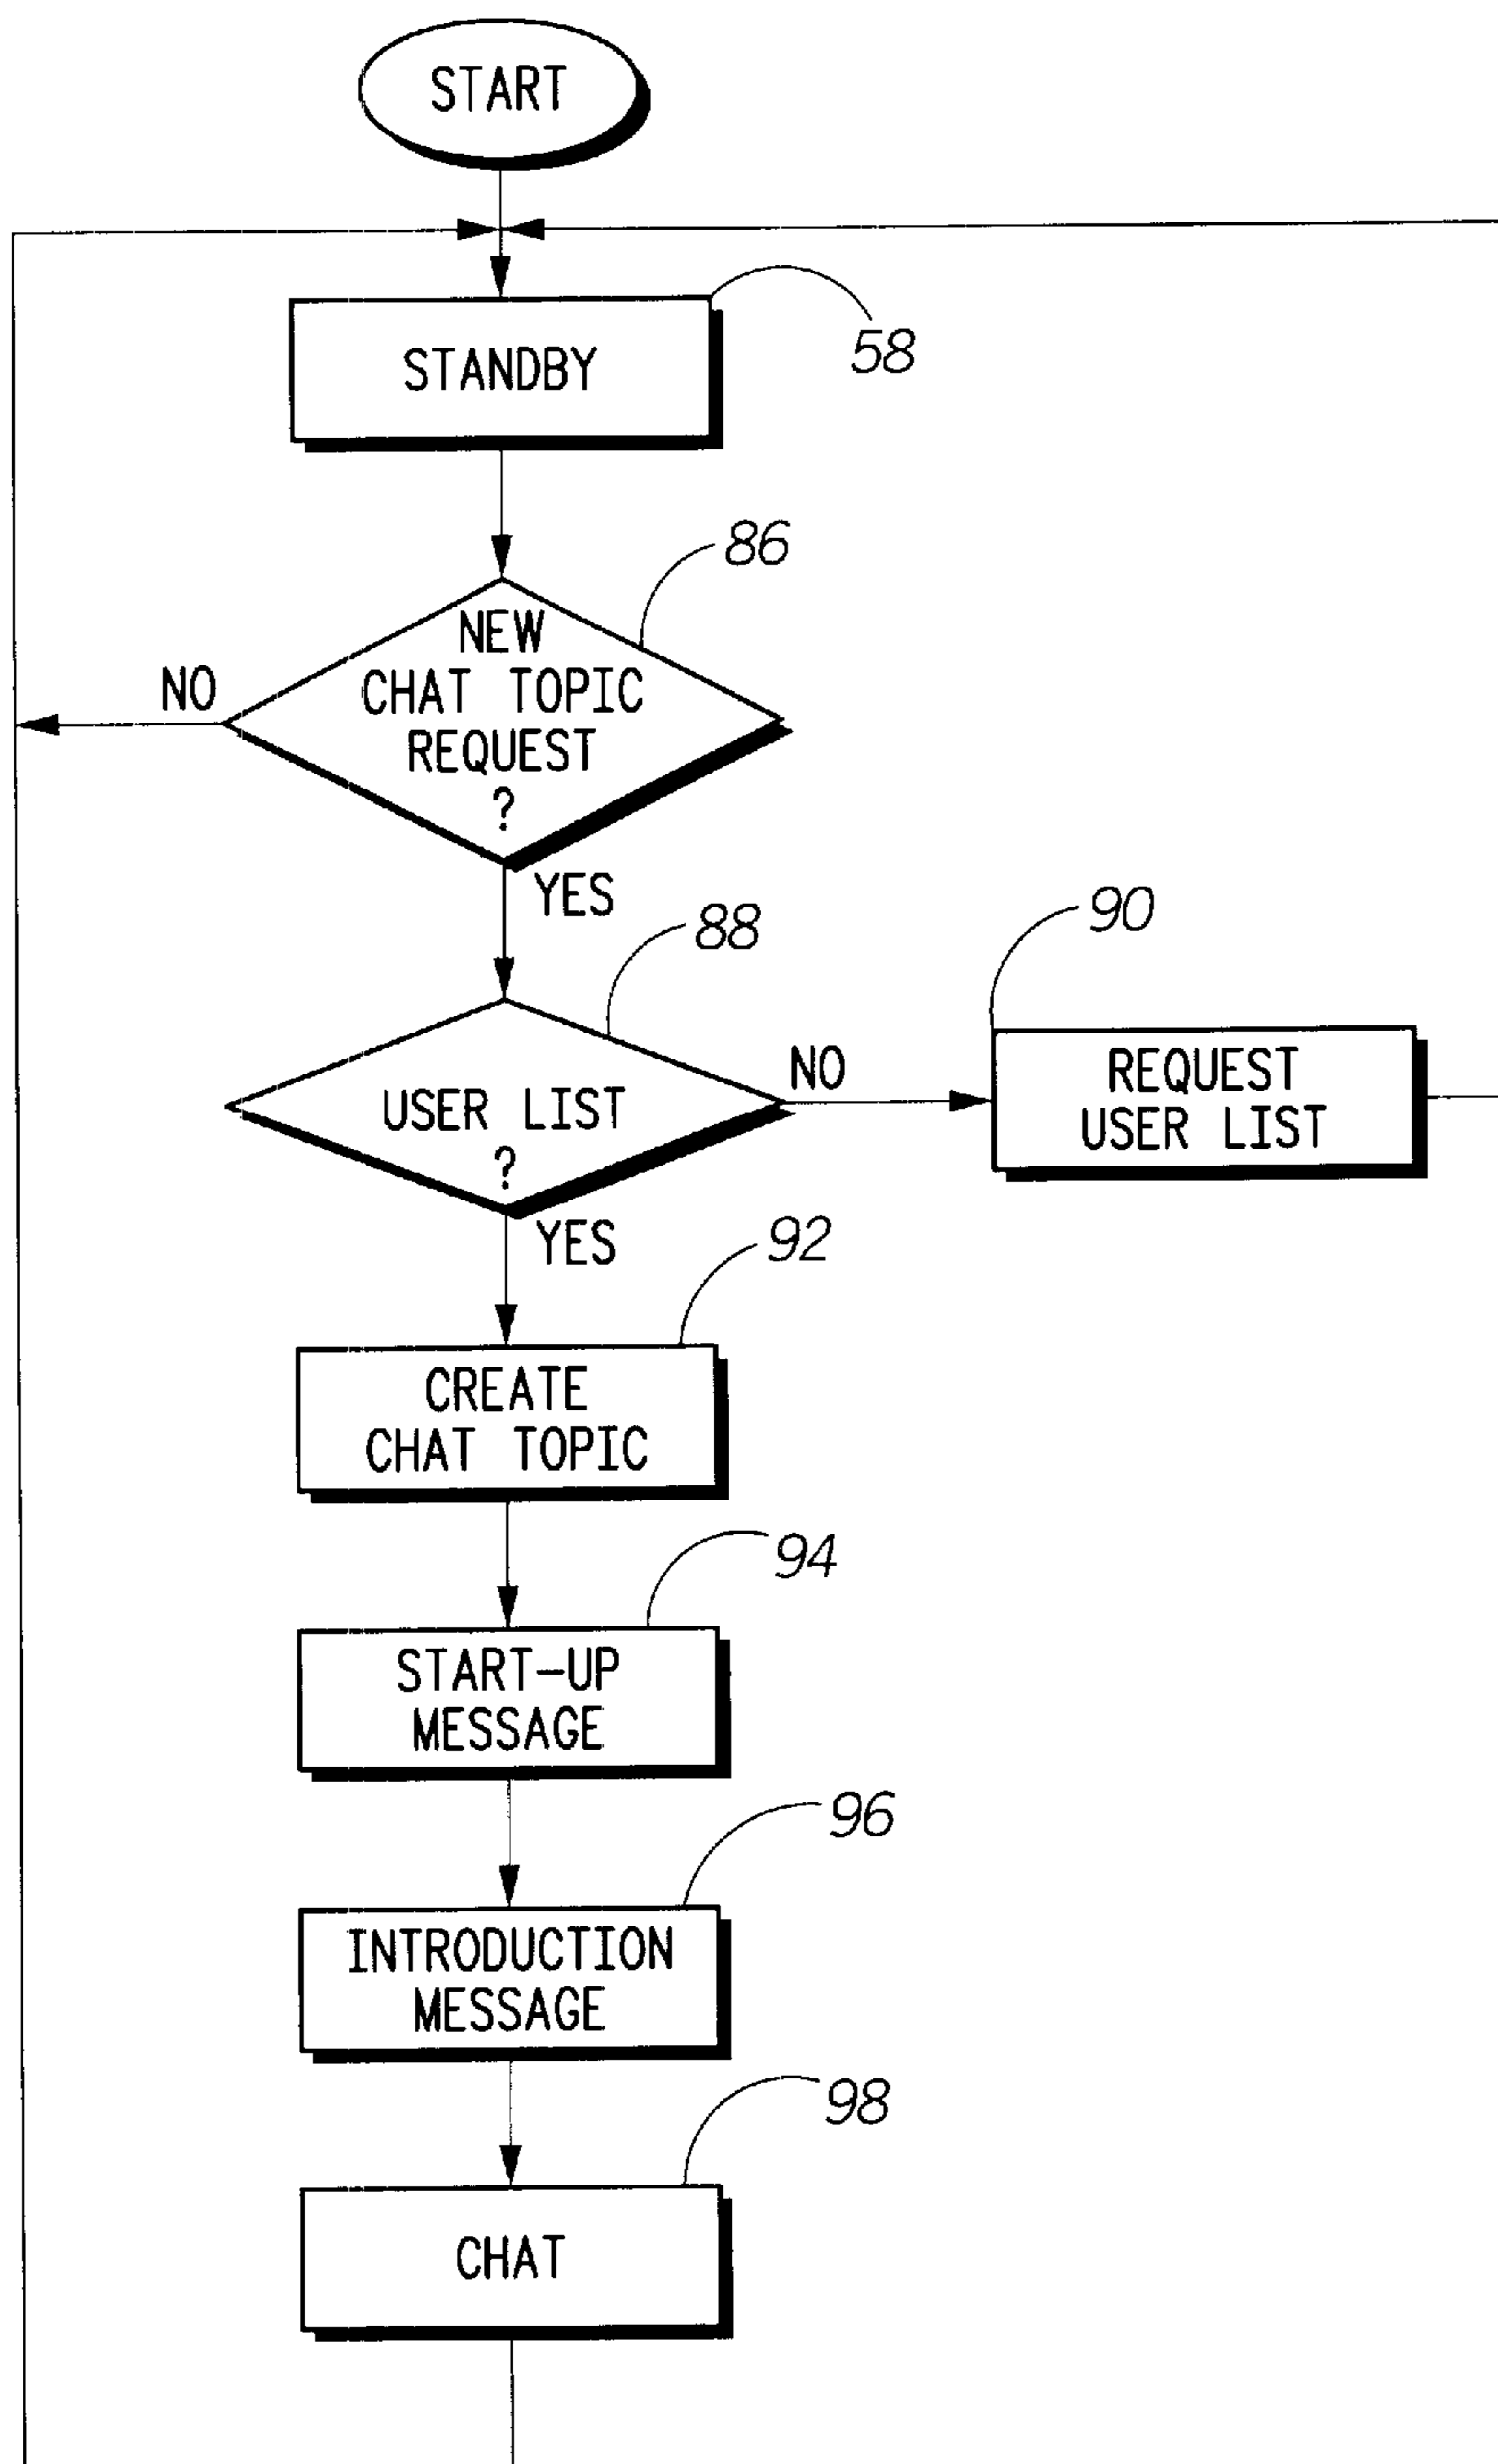 START
STANDBY
58
86
NEW
CHAT TOPIC
REQUEST
?
NO
YES
88
USER LIST
?
NO
90
REQUEST
USER LIST
YES
92
CREATE
CHAT TOPIC
94
START-UP
MESSAGE
96
INTRODUCTION
MESSAGE
98
CHAT